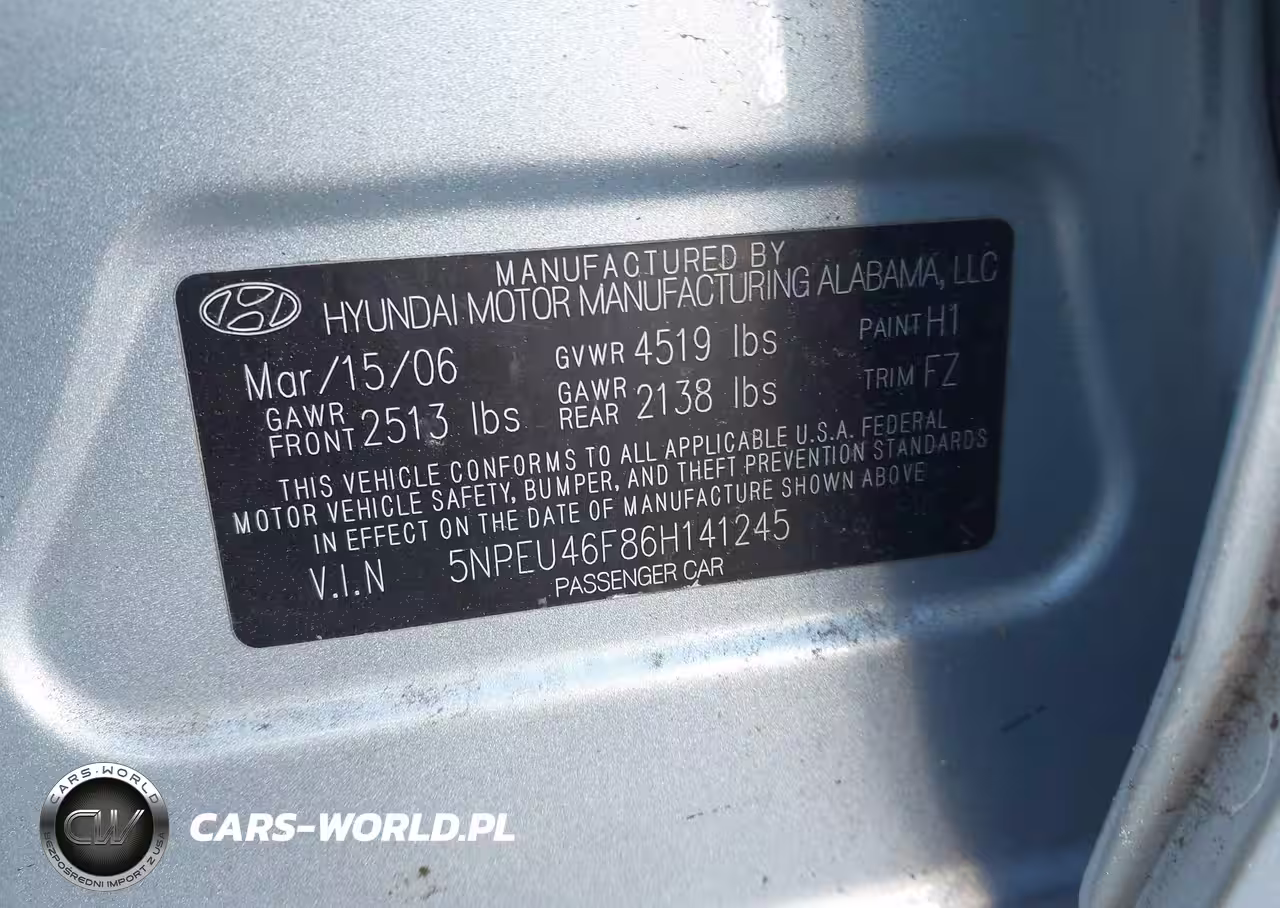 MANUFACTURED BY
HYUNDAI MOTOR MANUFACTURING ALABAMA, LLC
Mar/15/06 GVWR 4519 lbs PAINT H1
GAWR FRONT 2513 lbs GAWR REAR 2138 lbs TRIM FZ
THIS VEHICLE CONFORMS TO ALL APPLICABLE U.S.A. FEDERAL
MOTOR VEHICLE SAFETY, BUMPER, AND THEFT PREVENTION STANDARDS
IN EFFECT ON THE DATE OF MANUFACTURE SHOWN ABOVE
V.I.N 5NPEU46F86H141245
PASSENGER CAR
CARS-WORLD
CW
BEZPOŚREDNI IMPORT Z USA
CARS-WORLD.PL